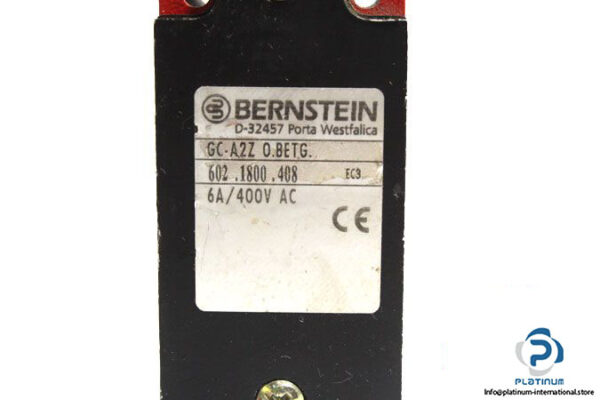 BERNSTEIN
D-32457 Porta Westfalica
GC-A2Z O.BETG.
602 .1800 .408 EC3
6A/400V AC
CE
PLATINUM
Info@platinum-international.store